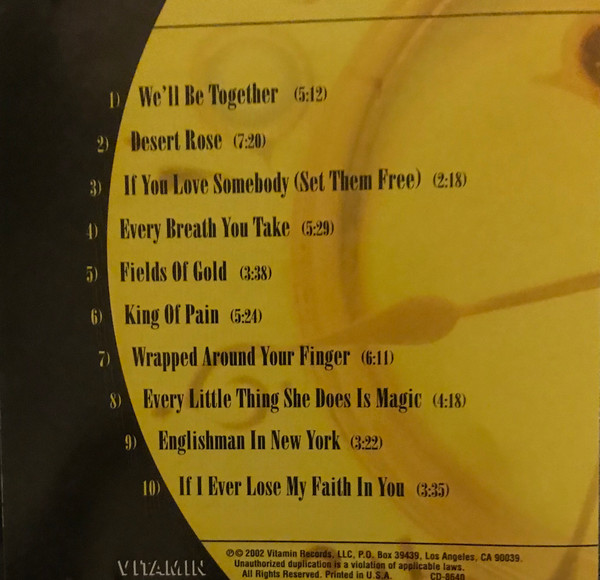 1) We'll Be Together (5:12)
2) Desert Rose (7:20)
3) If You Love Somebody (Set Them Free) (2:18)
4) Every Breath You Take (5:29)
5) Fields Of Gold (3:38)
6) King Of Pain (5:24)
7) Wrapped Around Your Finger (6:11)
8) Every Little Thing She Does Is Magic (4:18)
9) Englishman In New York (3:22)
10) If I Ever Lose My Faith In You (3:35)
℗© 2002 Vitamin Records, LLC, P.O. Box 39439, Los Angeles, CA 90039.
Unauthorized duplication is a violation of applicable laws.
VITAMIN All Rights Reserved. Printed in U.S.A. CD-8640